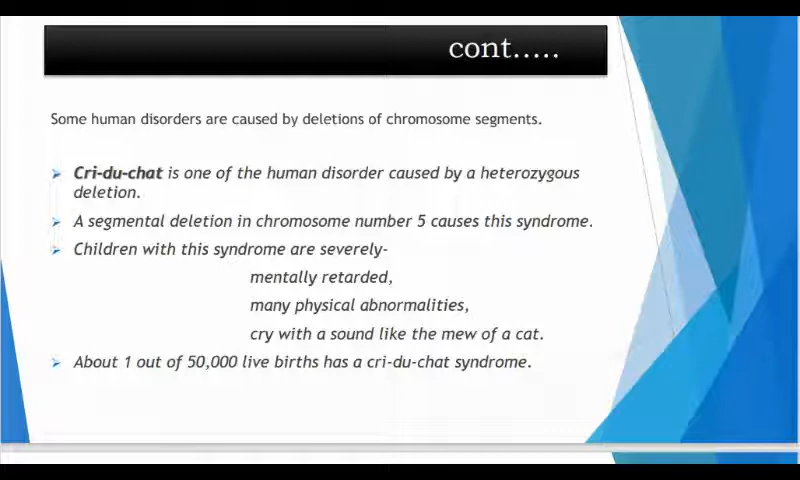 cont.....
Some human disorders are caused by deletions of chromosome segments.
➢ Cri-du-chat is one of the human disorder caused by a heterozygous
deletion.
➢ A segmental deletion in chromosome number 5 causes this syndrome.
➢ Children with this syndrome are severely-
mentally retarded,
many physical abnormalities,
cry with a sound like the mew of a cat.
➢ About 1 out of 50,000 live births has a cri-du-chat syndrome.